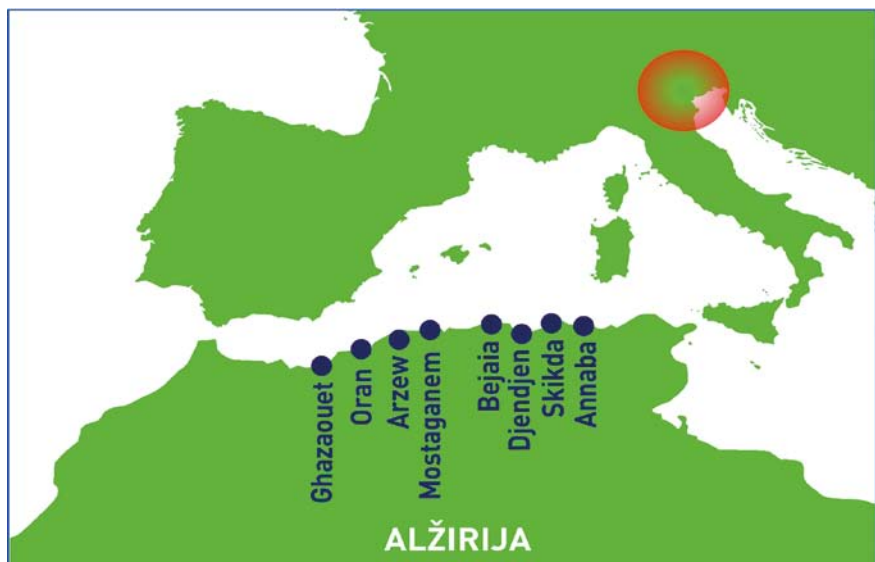 Ghazaouet
Oran
Arzew
Mostaganem
Bejaia
Djendjen
Skikda
Annaba
ALŽIRIJA